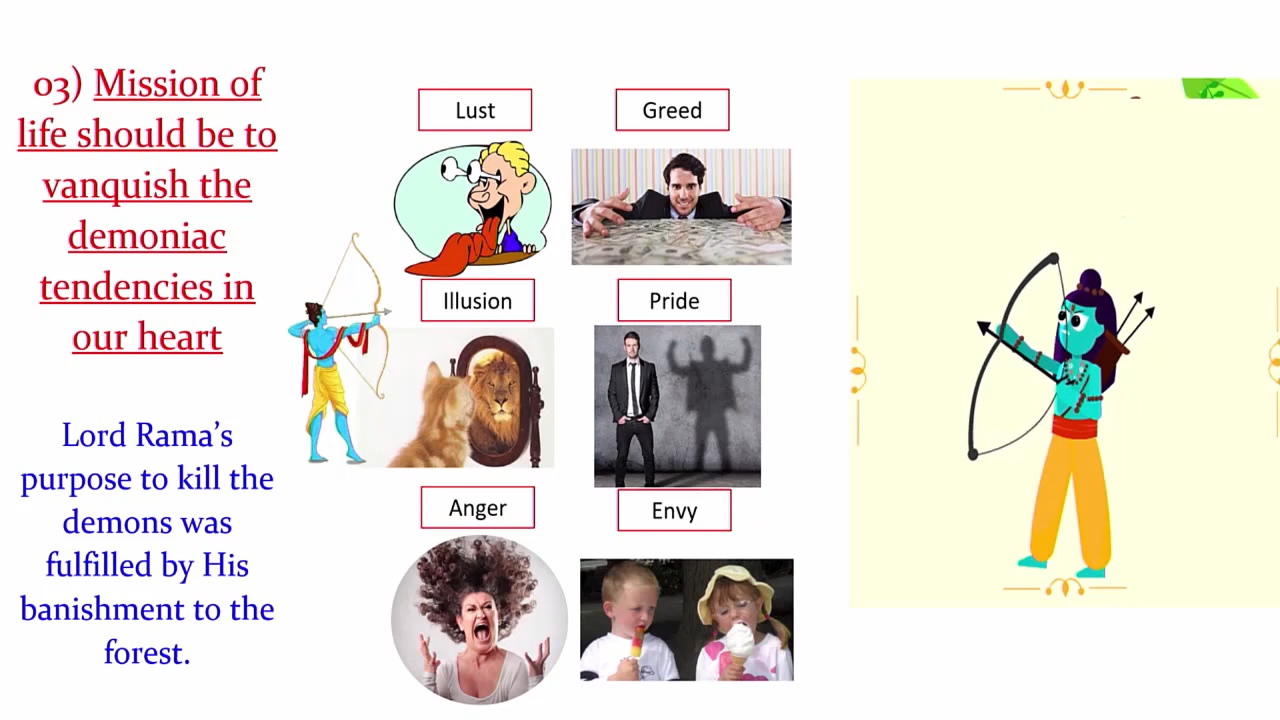 03) Mission of
life should be to
vanquish the
demoniac
tendencies in
our heart
Lord Rama’s
purpose to kill the
demons was
fulfilled by His
banishment to the
forest.
Lust
Greed
Illusion
Pride
Anger
Envy